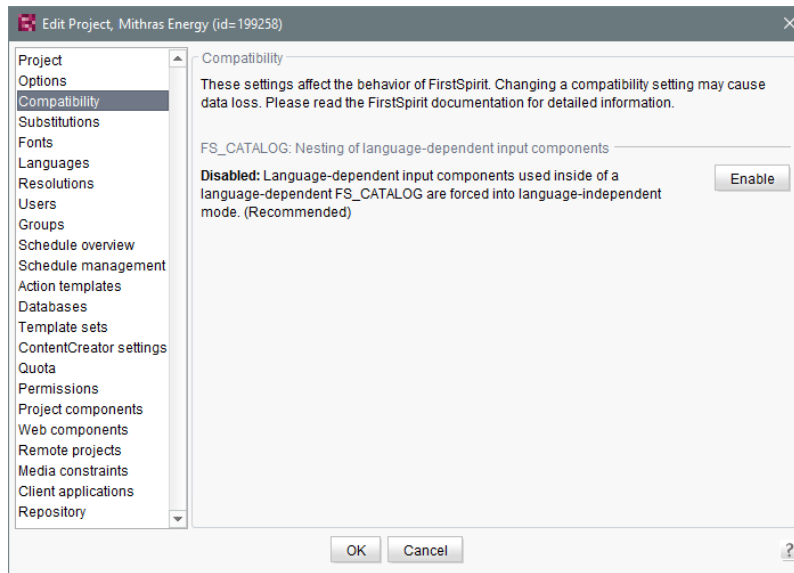 Edit Project, Mithras Energy (id=199258)
Project
Options
Compatibility
Substitutions
Fonts
Languages
Resolutions
Users
Groups
Schedule overview
Schedule management
Action templates
Databases
Template sets
ContentCreator settings
Quota
Permissions
Project components
Web components
Remote projects
Media constraints
Client applications
Repository
Compatibility
These settings affect the behavior of FirstSpirit. Changing a compatibility setting may cause
data loss. Please read the FirstSpirit documentation for detailed information.
FS_CATALOG: Nesting of language-dependent input components
Disabled: Language-dependent input components used inside of a
language-dependent FS_CATALOG are forced into language-independent
mode. (Recommended)
Enable
OK
Cancel
?